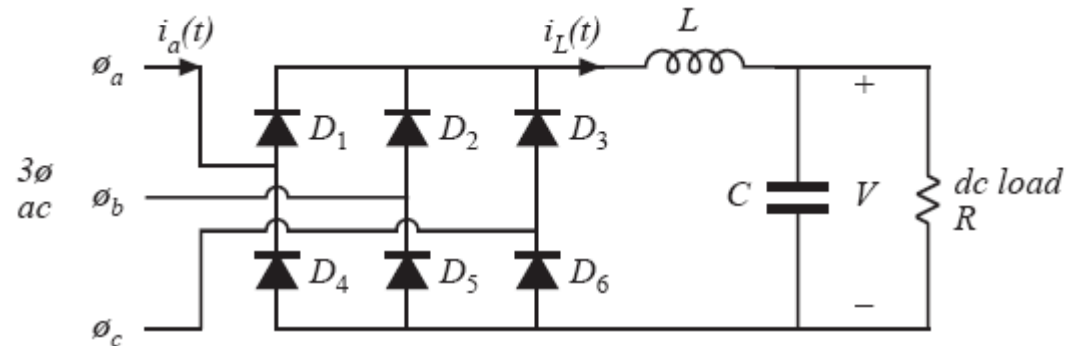 i_a(t)
i_L(t)
L
ø_a
D_1
D_2
D_3
+
3ø
ac
ø_b
C
V
dc load
R
D_4
D_5
D_6
–
ø_c